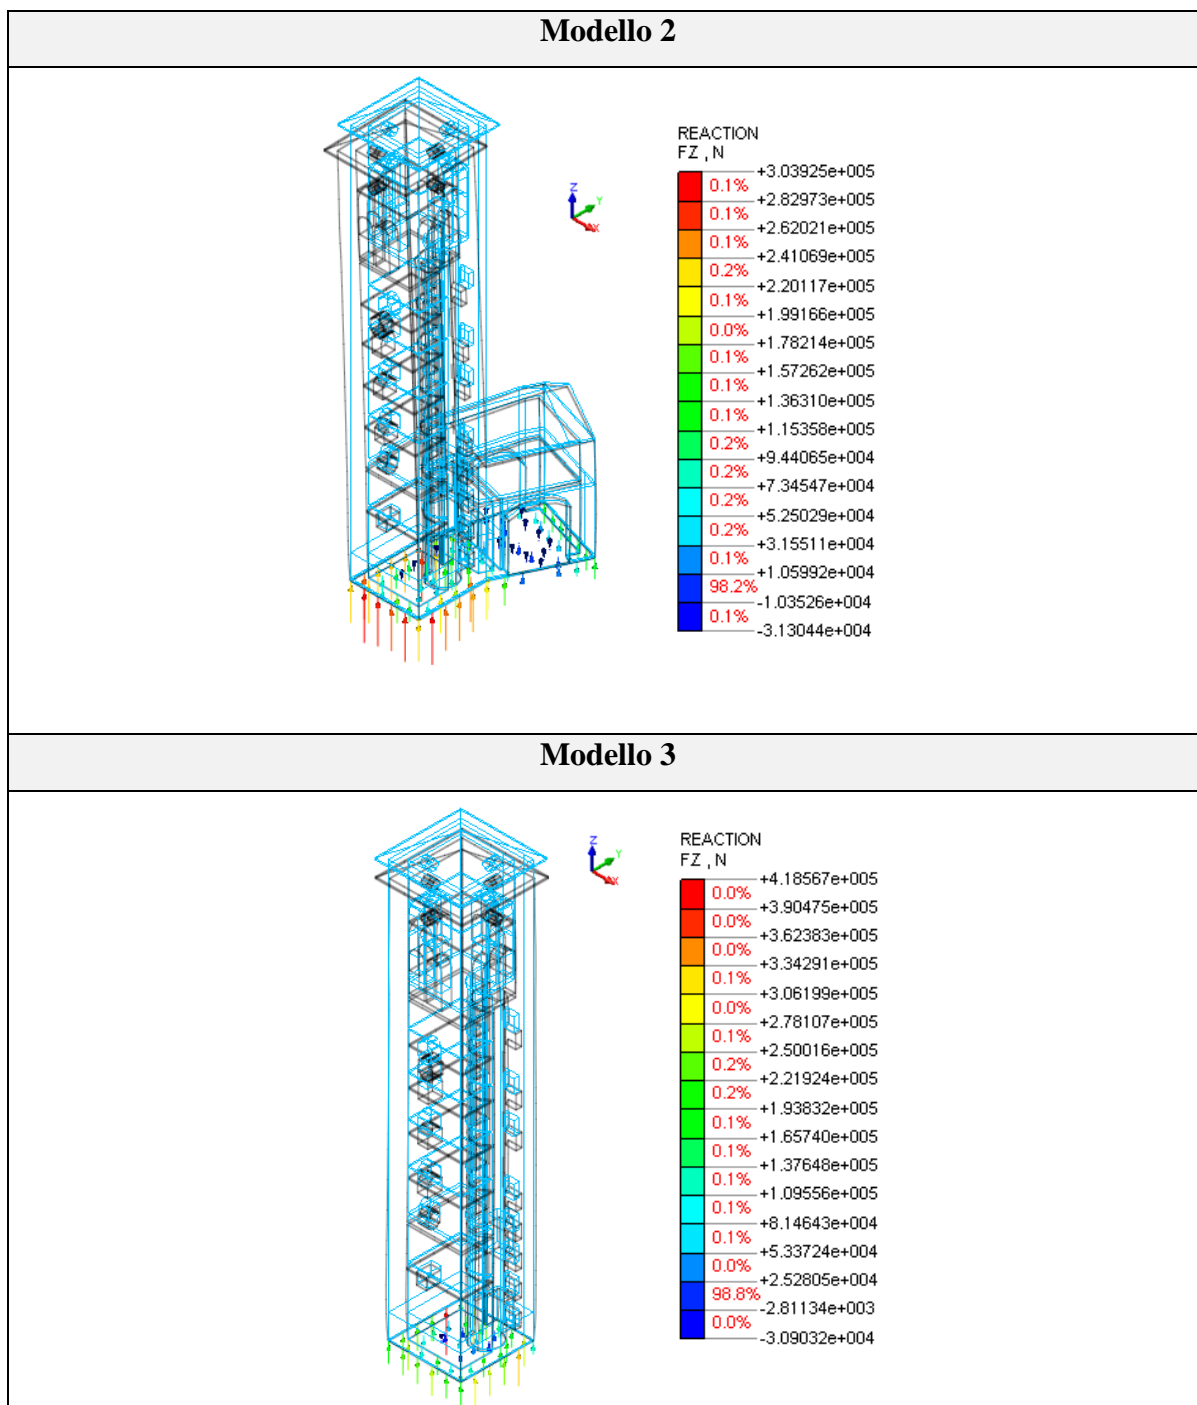 Modello 2
REACTION
FZ , N
+3.03925e+005
0.1%
+2.82973e+005
0.1%
+2.62021e+005
0.1%
+2.41069e+005
0.2%
+2.20117e+005
0.1%
+1.99166e+005
0.0%
+1.78214e+005
0.1%
+1.57262e+005
0.1%
+1.36310e+005
0.1%
+1.15358e+005
0.2%
+9.44065e+004
0.2%
+7.34547e+004
0.2%
+5.25029e+004
0.2%
+3.15511e+004
0.1%
+1.05992e+004
98.2%
-1.03526e+004
0.1%
-3.13044e+004
Z
Y
X
Modello 3
REACTION
FZ , N
+4.18567e+005
0.0%
+3.90475e+005
0.0%
+3.62383e+005
0.0%
+3.34291e+005
0.1%
+3.06199e+005
0.0%
+2.78107e+005
0.1%
+2.50016e+005
0.2%
+2.21924e+005
0.2%
+1.93832e+005
0.1%
+1.65740e+005
0.1%
+1.37648e+005
0.1%
+1.09556e+005
0.1%
+8.14643e+004
0.1%
+5.33724e+004
0.0%
+2.52805e+004
98.8%
-2.81134e+003
0.0%
-3.09032e+004
Z
Y
X